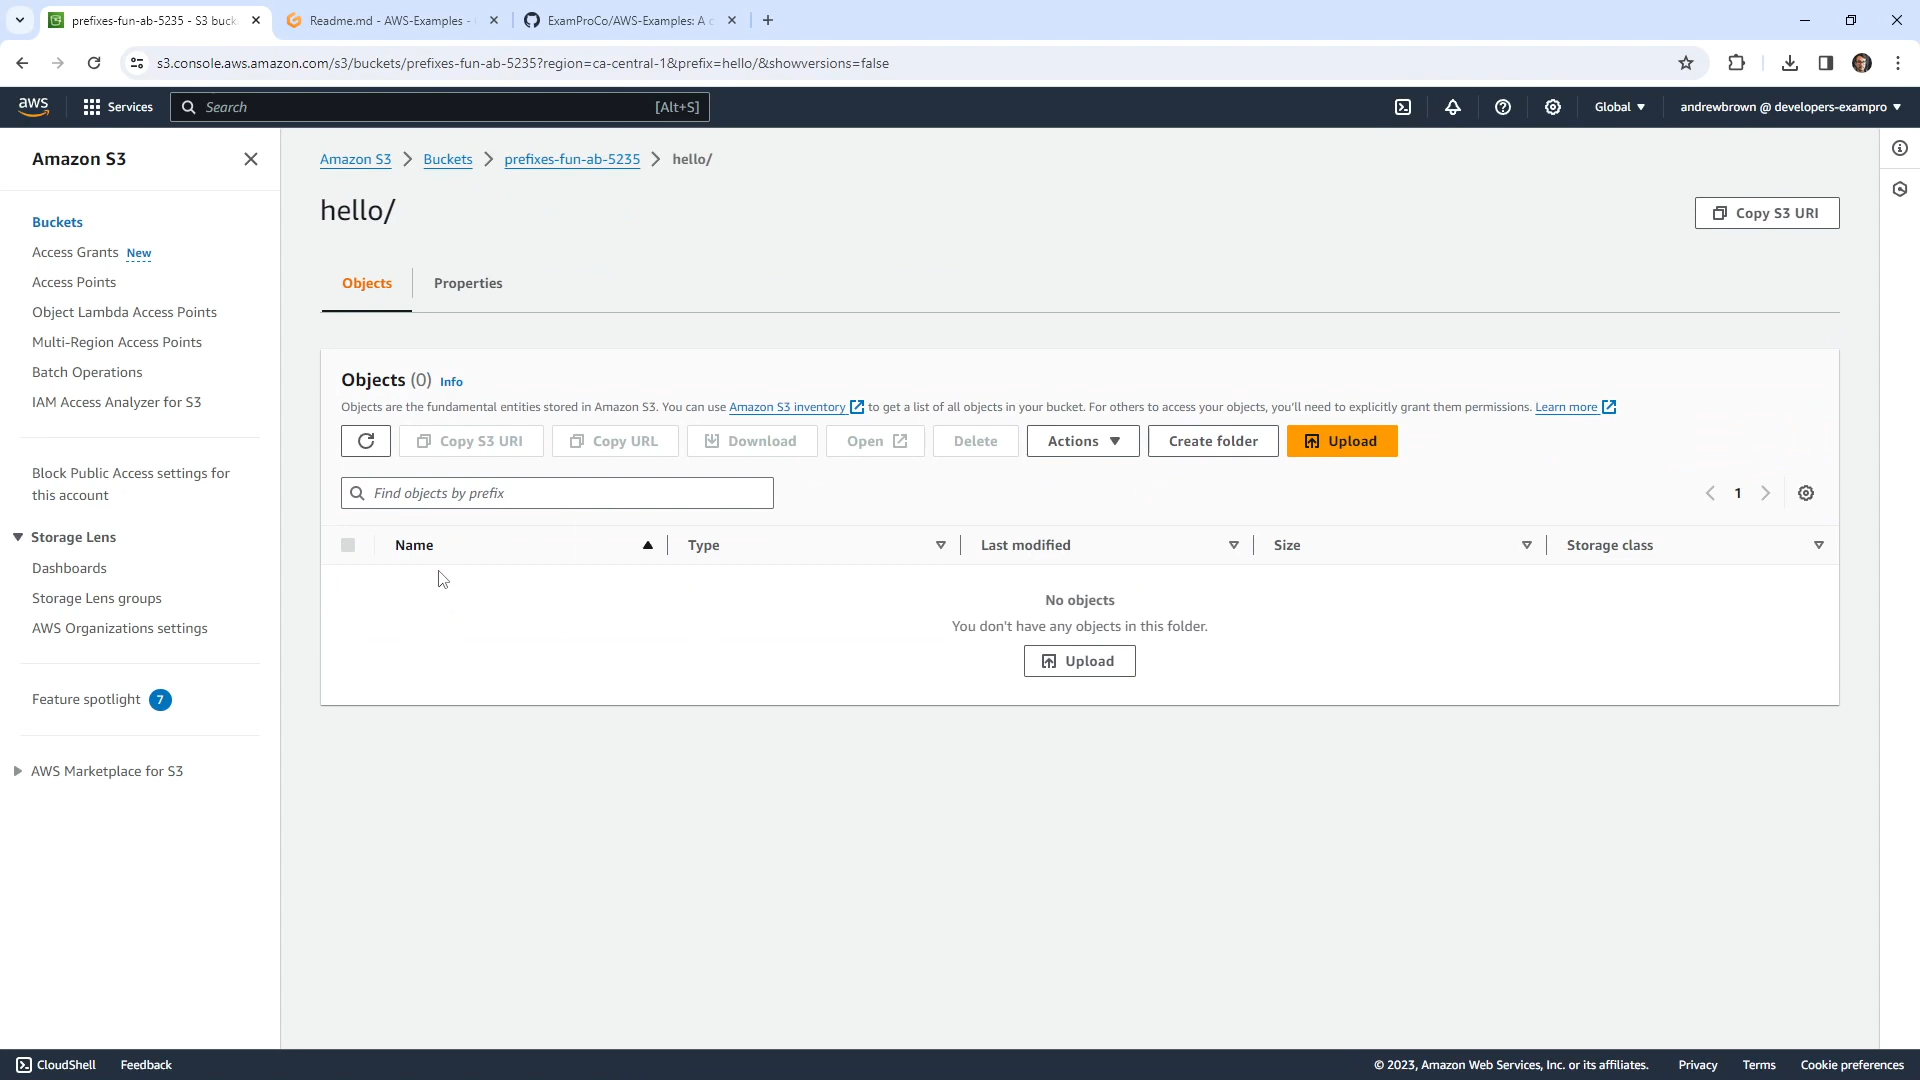 prefixes-fun-ab-5235 - S3 buck
Readme.md - AWS-Examples -
ExamProCo/AWS-Examples: A c
s3.console.aws.amazon.com/s3/buckets/prefixes-fun-ab-5235?region=ca-central-1&prefix=hello/&showversions=false
aws
Services
Search
[Alt+S]
Global
andrewbrown @ developers-exampro
Amazon S3
Buckets
Access Grants New
Access Points
Object Lambda Access Points
Multi-Region Access Points
Batch Operations
IAM Access Analyzer for S3
Block Public Access settings for
this account
Storage Lens
Dashboards
Storage Lens groups
AWS Organizations settings
Feature spotlight 7
AWS Marketplace for S3
Amazon S3 > Buckets > prefixes-fun-ab-5235 > hello/
hello/
Copy S3 URI
Objects
Properties
Objects (0) Info
Objects are the fundamental entities stored in Amazon S3. You can use Amazon S3 inventory to get a list of all objects in your bucket. For others to access your objects, you'll need to explicitly grant them permissions. Learn more
Copy S3 URI
Copy URL
Download
Open
Delete
Actions
Create folder
Upload
Find objects by prefix
1
Name
Type
Last modified
Size
Storage class
No objects
You don't have any objects in this folder.
Upload
CloudShell
Feedback
© 2023, Amazon Web Services, Inc. or its affiliates.
Privacy
Terms
Cookie preferences